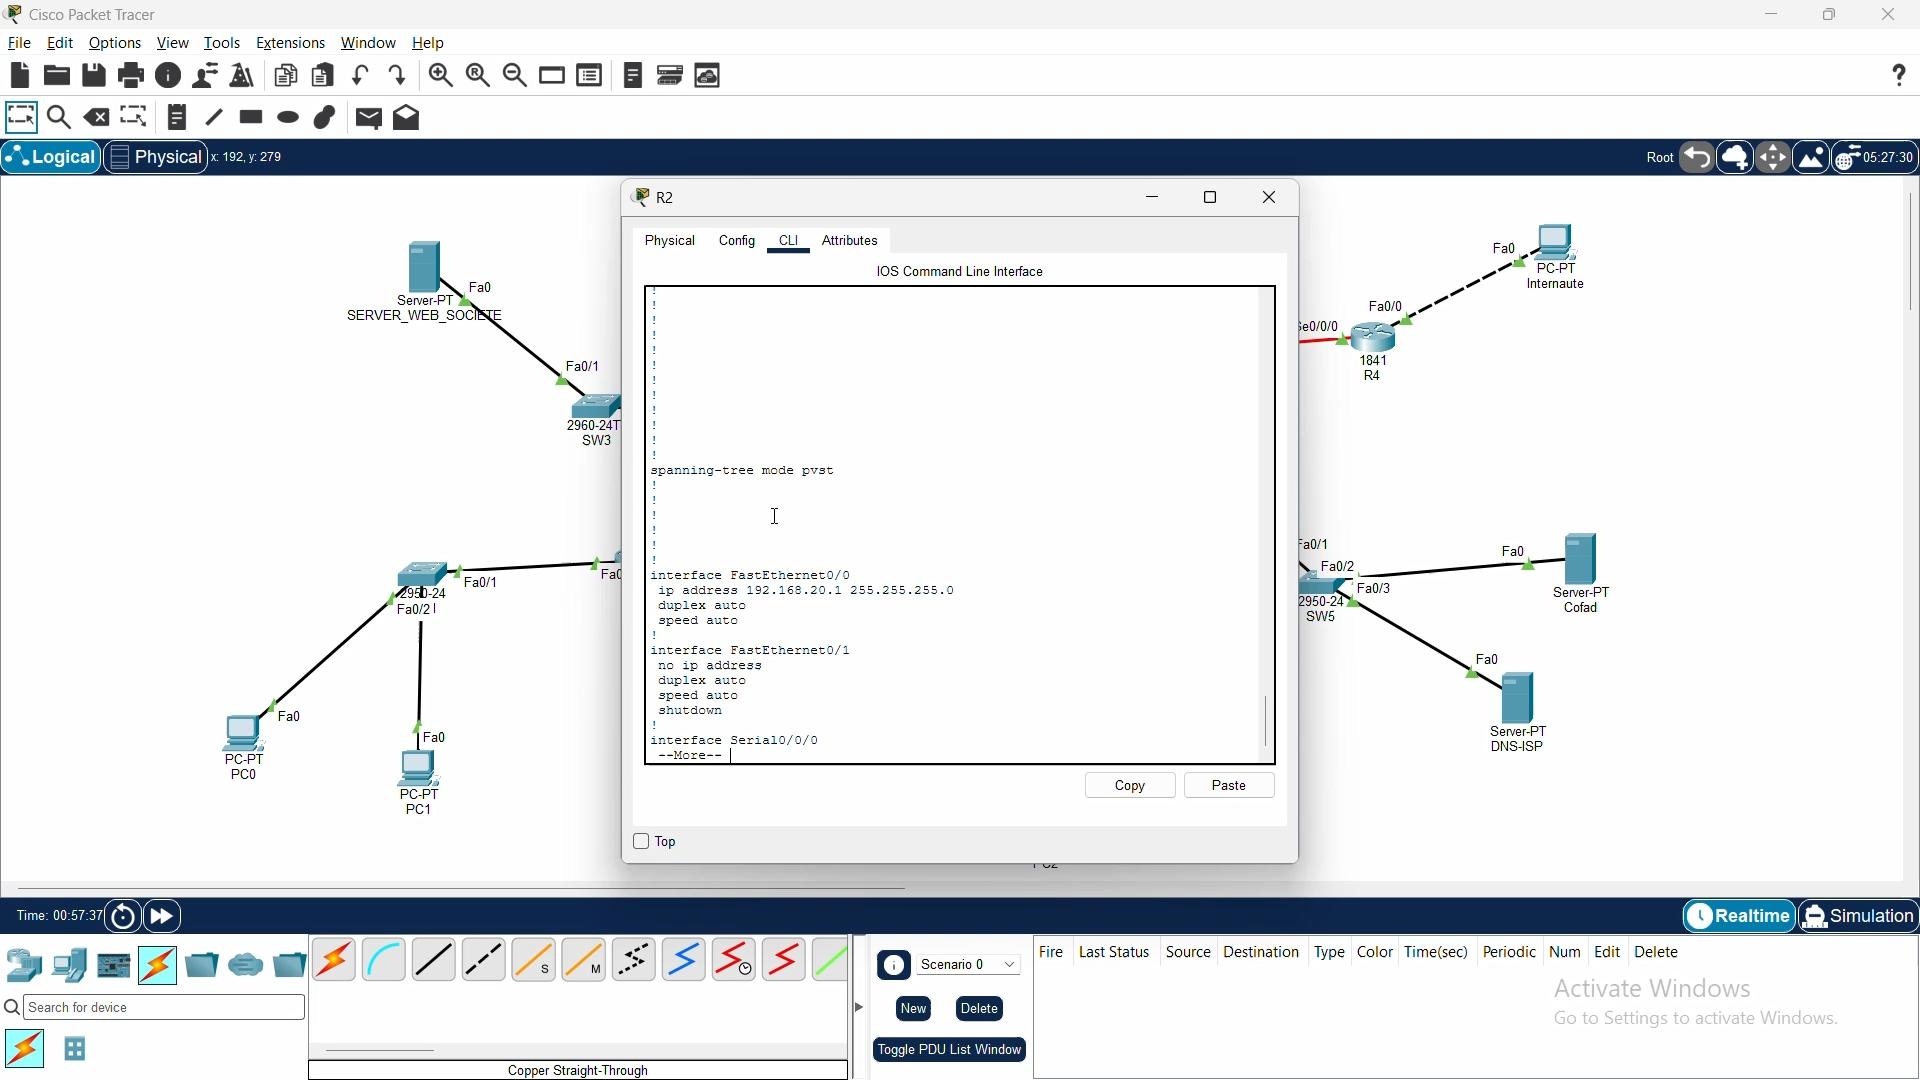 Cisco Packet Tracer
File Edit Options View Tools Extensions Window Help
Logical Physical x: 192, y: 279 Root 05:27:30
R2
Physical Config CLI Attributes
IOS Command Line Interface
!
!
!
!
!
!
!
!
!
!
!
!
spanning-tree mode pvst
!
!
!
!
!
!
interface FastEthernet0/0
ip address 192.168.20.1 255.255.255.0
duplex auto
speed auto
!
interface FastEthernet0/1
no ip address
duplex auto
speed auto
shutdown
!
interface Serial0/0/0
--More--
Copy Paste
Top
Fa0
Server-PT
SERVER_WEB_SOCIETE
Fa0/1
2960-24T
SW3
Fa0/1
2950-24
Fa0/2
Fa0
PC-PT
PC0
Fa0
PC-PT
PC1
Fa0
PC-PT
Internaute
Fa0/0
Se0/0/0
1841
R4
Fa0/1
Fa0/2
Fa0
2950-24
SW5
Fa0/3
Server-PT
Cofad
Fa0
Server-PT
DNS-ISP
Time: 00:57:37 Realtime Simulation
Search for device
Copper Straight-Through
Scenario 0
New Delete
Toggle PDU List Window
Fire Last Status Source Destination Type Color Time(sec) Periodic Num Edit Delete
Activate Windows
Go to Settings to activate Windows.